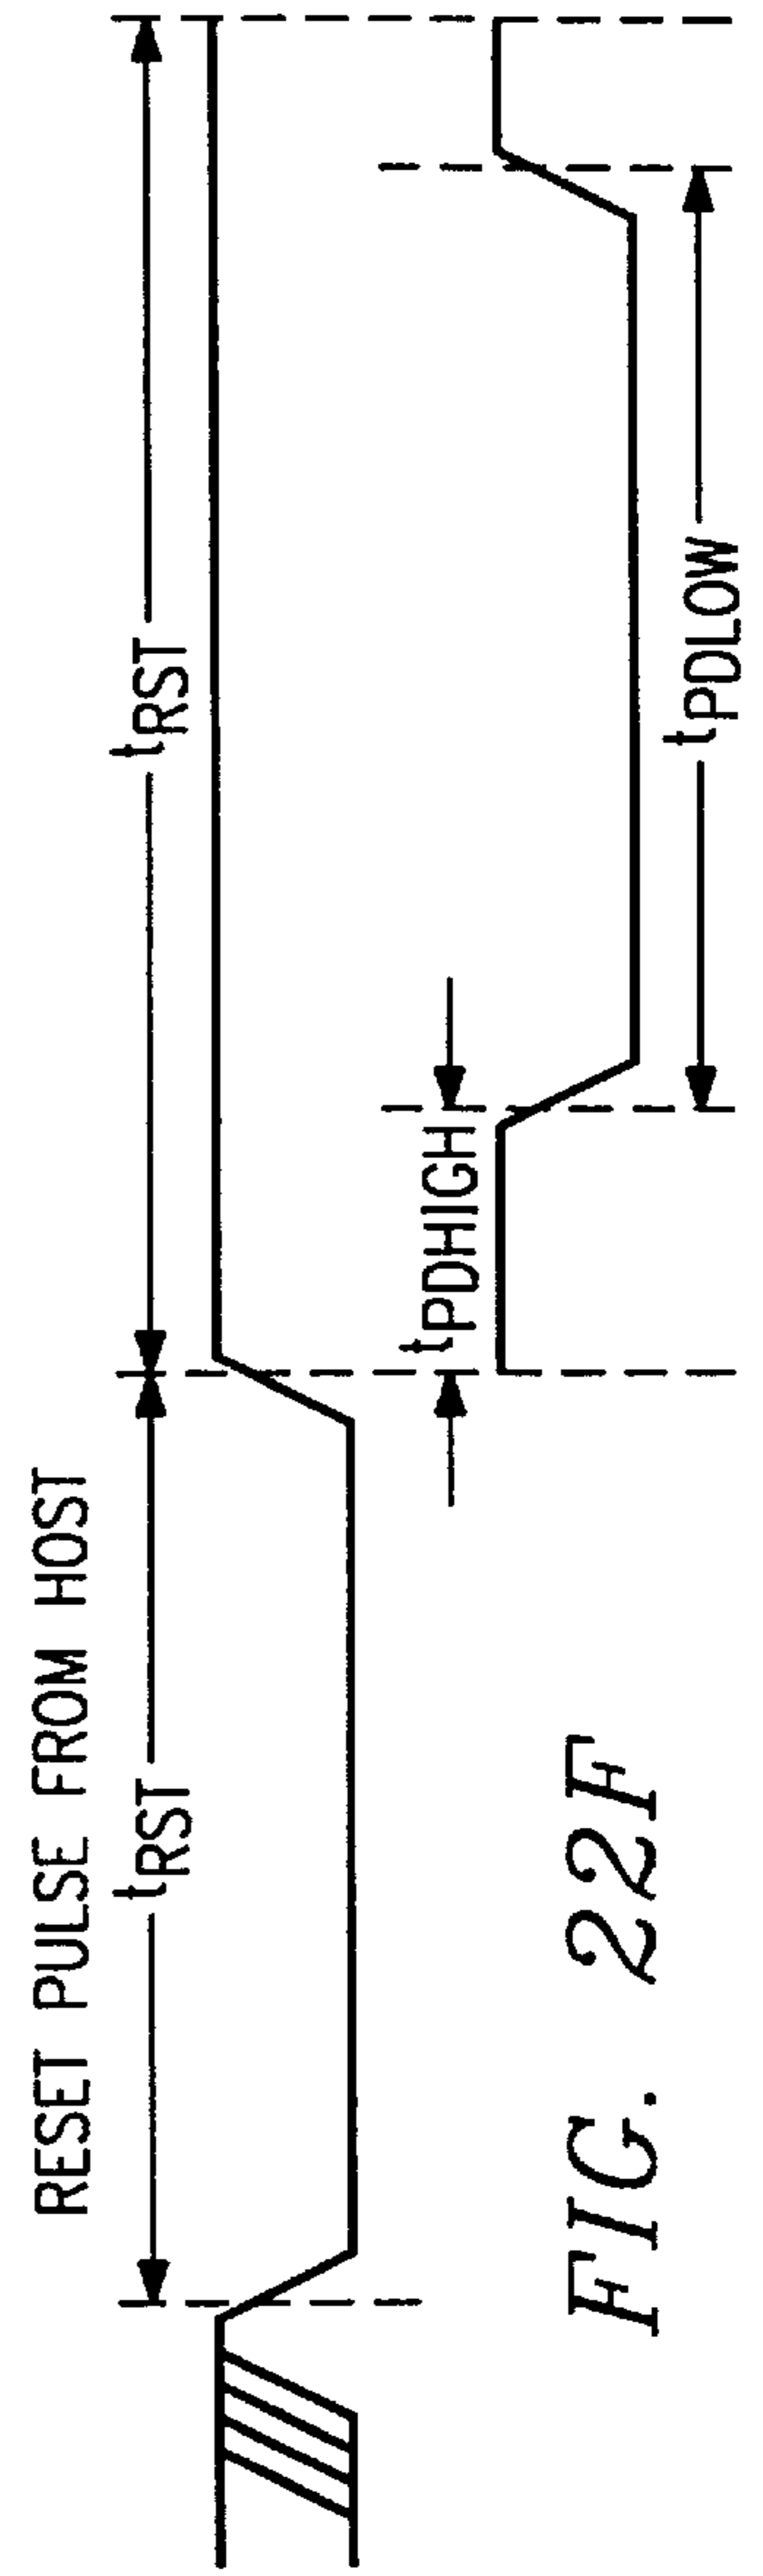 RESET PULSE FROM HOST
tRST
tRST
tPDHIGH
tPDLOW
FIG. 22F